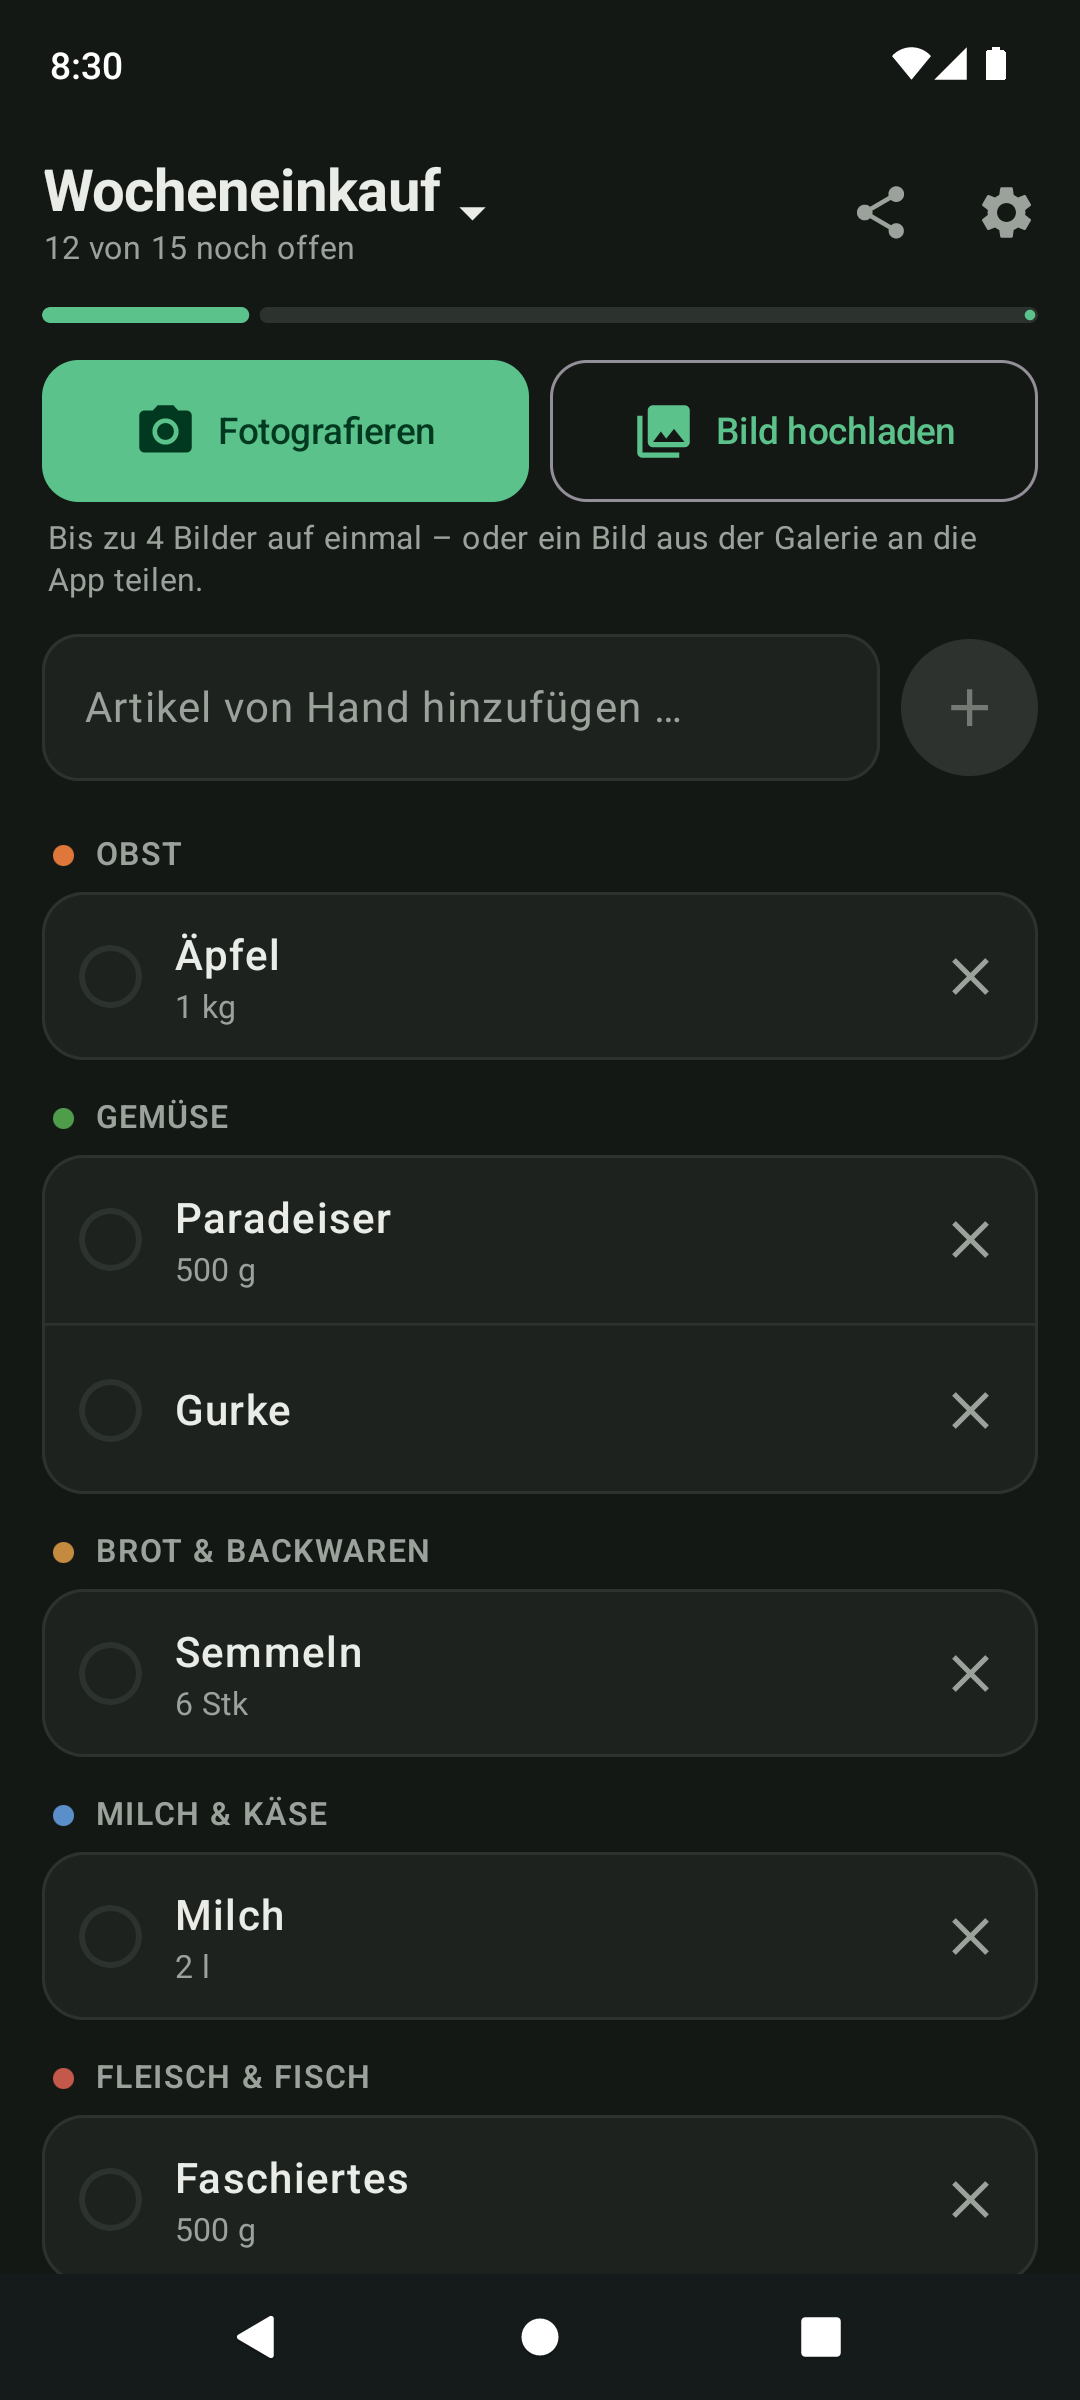 8:30
Wocheneinkauf
12 von 15 noch offen
Fotografieren
Bild hochladen
Bis zu 4 Bilder auf einmal – oder ein Bild aus der Galerie an die
App teilen.
Artikel von Hand hinzufügen …
OBST
Äpfel
1 kg
GEMÜSE
Paradeiser
500 g
Gurke
BROT & BACKWAREN
Semmeln
6 Stk
MILCH & KÄSE
Milch
2 l
FLEISCH & FISCH
Faschiertes
500 g